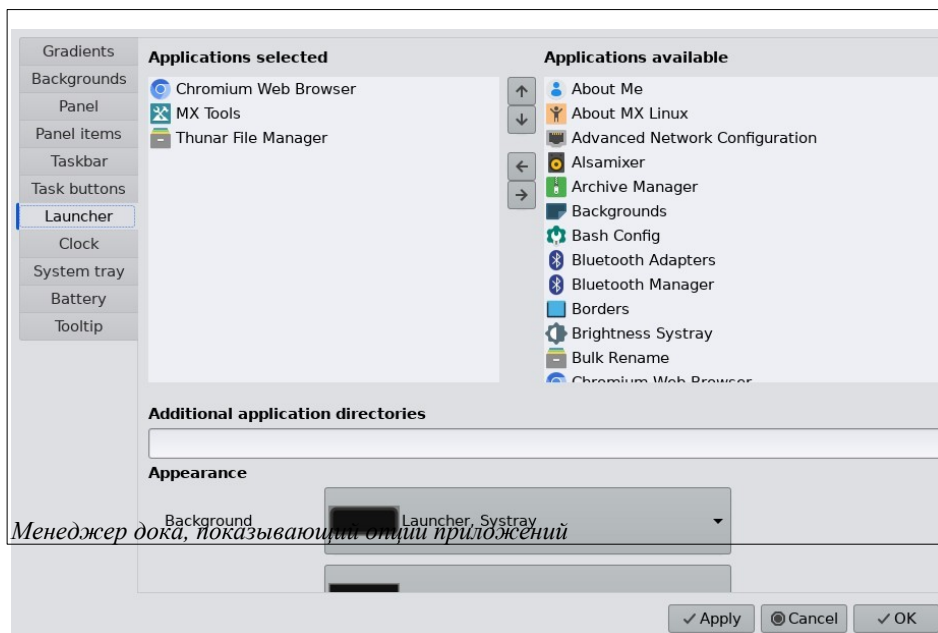 Gradients
Backgrounds
Panel
Panel items
Taskbar
Task buttons
Launcher
Clock
System tray
Battery
Tooltip
Applications selected
Chromium Web Browser
MX Tools
Thunar File Manager
Applications available
About Me
About MX Linux
Advanced Network Configuration
Alsamixer
Archive Manager
Backgrounds
Bash Config
Bluetooth Adapters
Bluetooth Manager
Borders
Brightness Systray
Bulk Rename
Chromium Web Browser
Additional application directories
Appearance
Background
Launcher, Systray
Менеджер дока, показывающий опции приложений
Apply
Cancel
OK